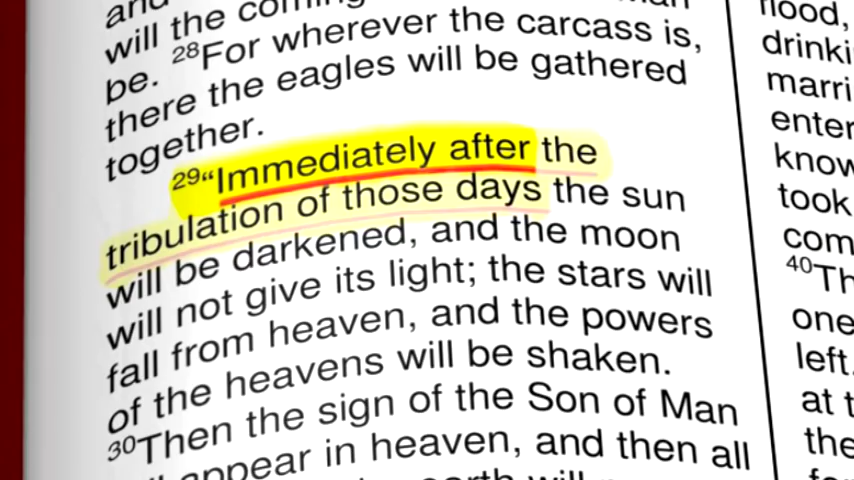 and
will the coming
be. 28For wherever the carcass is,
there the eagles will be gathered
together.
29“Immediately after the
tribulation of those days the sun
will be darkened, and the moon
will not give its light; the stars will
fall from heaven, and the powers
of the heavens will be shaken.
30Then the sign of the Son of Man
appear in heaven, and then all
will
flood,
drinki
marri
enter
know
took
com
40Th
one
left.
at t
the